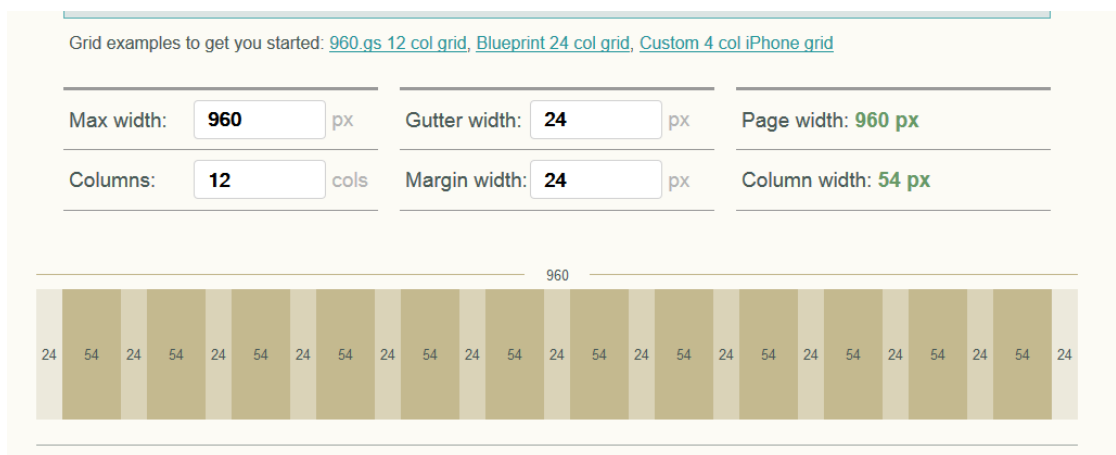 Grid examples to get you started: 960.gs 12 col grid, Blueprint 24 col grid, Custom 4 col iPhone grid
Max width: 960 px Gutter width: 24 px Page width: 960 px
Columns: 12 cols Margin width: 24 px Column width: 54 px
960
24 54 24 54 24 54 24 54 24 54 24 54 24 54 24 54 24 54 24 54 24 54 24 54 24